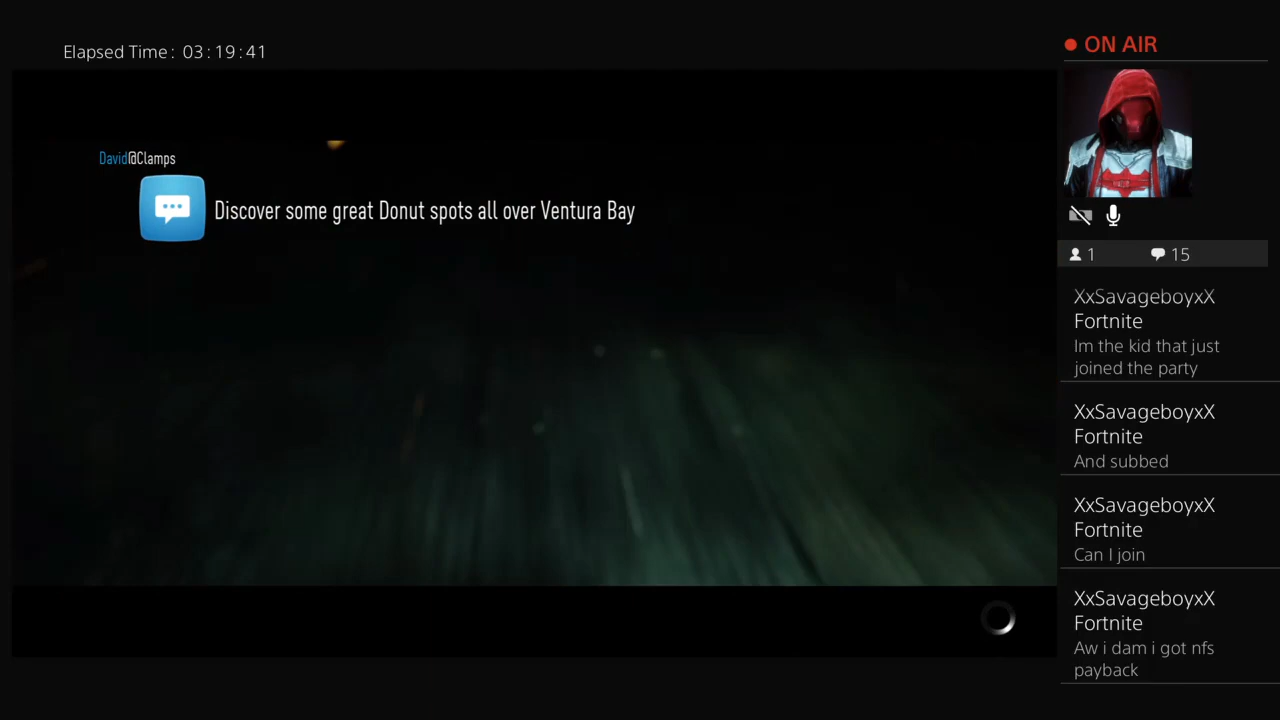 Elapsed Time: 03:19:41
ON AIR
David@Clamps
Discover some great Donut spots all over Ventura Bay
1
15
XxSavageboyxX
Fortnite
Im the kid that just
joined the party
XxSavageboyxX
Fortnite
And subbed
XxSavageboyxX
Fortnite
Can I join
XxSavageboyxX
Fortnite
Aw i dam i got nfs
payback